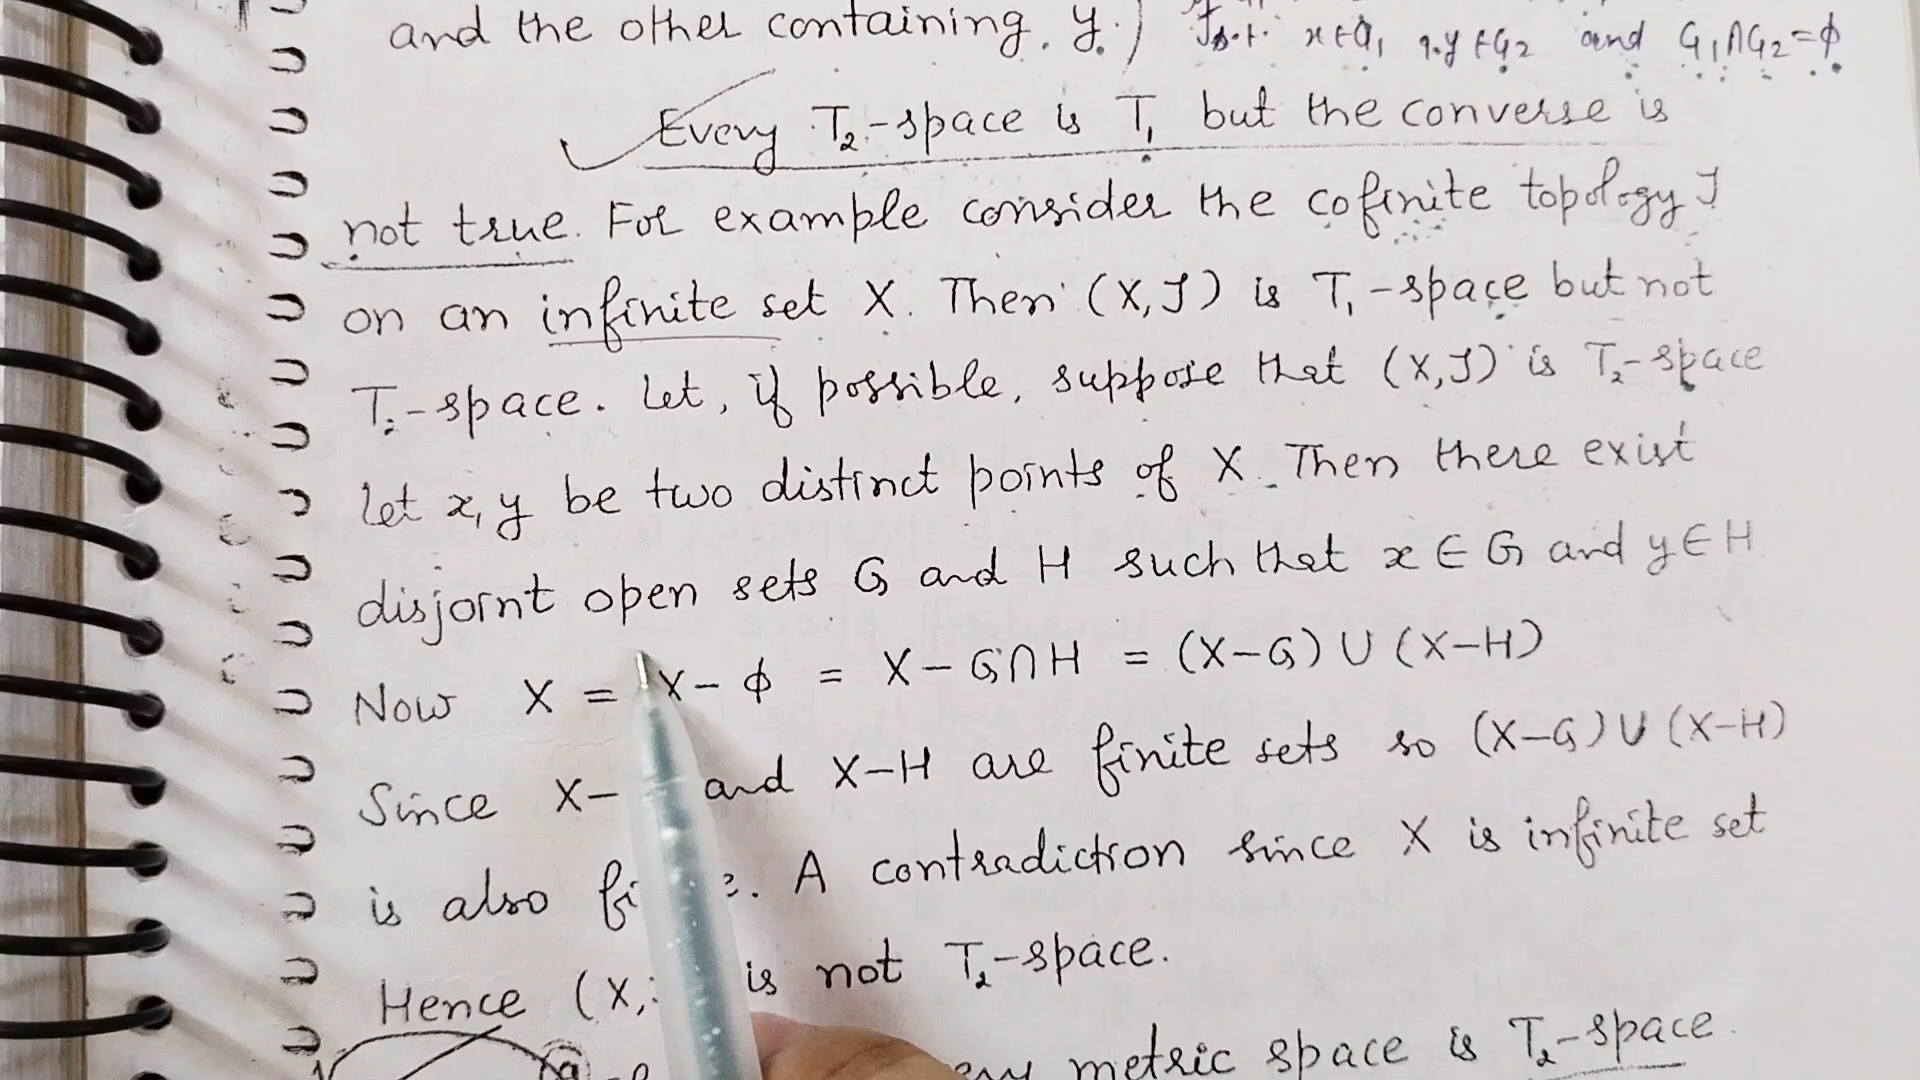 and the other containing y.) s.t. x∈G₁, y∈G₂ and G₁∩G₂=ϕ
Every T₂-space is T₁ but the converse is
not true. For example consider the cofinite topology J
on an infinite set X. Then (X,J) is T₁-space but not
T₂-space. Let, if possible, suppose that (X,J) is T₂-space
Let x, y be two distinct points of X. Then there exist
disjoint open sets G and H such that x∈G and y∈H
Now X = X-ϕ = X-G∩H = (X-G)∪(X-H)
Since X- and X-H are finite sets so (X-G)∪(X-H)
is also A contradiction since X is infinite set
Hence (X, is not T₂-space.
metric space is T₂-space.